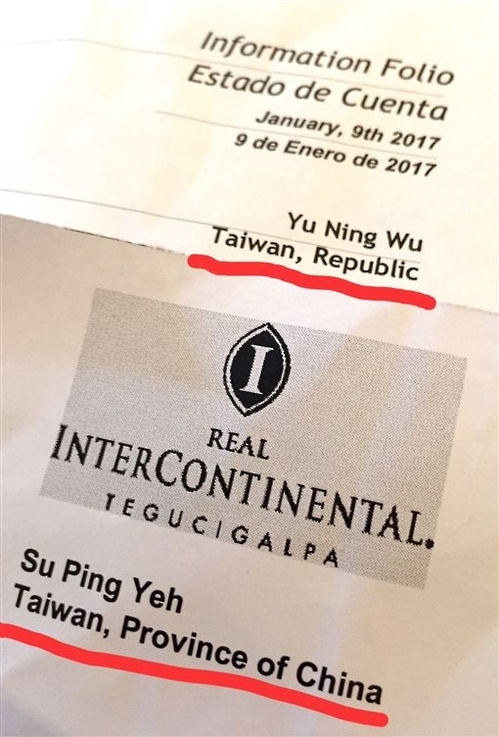 Information Folio
Estado de Cuenta
January, 9th 2017
9 de Enero de 2017
Yu Ning Wu
Taiwan, Republic
I
REAL
INTERCONTINENTAL.
TEGUCIGALPA
Su Ping Yeh
Taiwan, Province of China